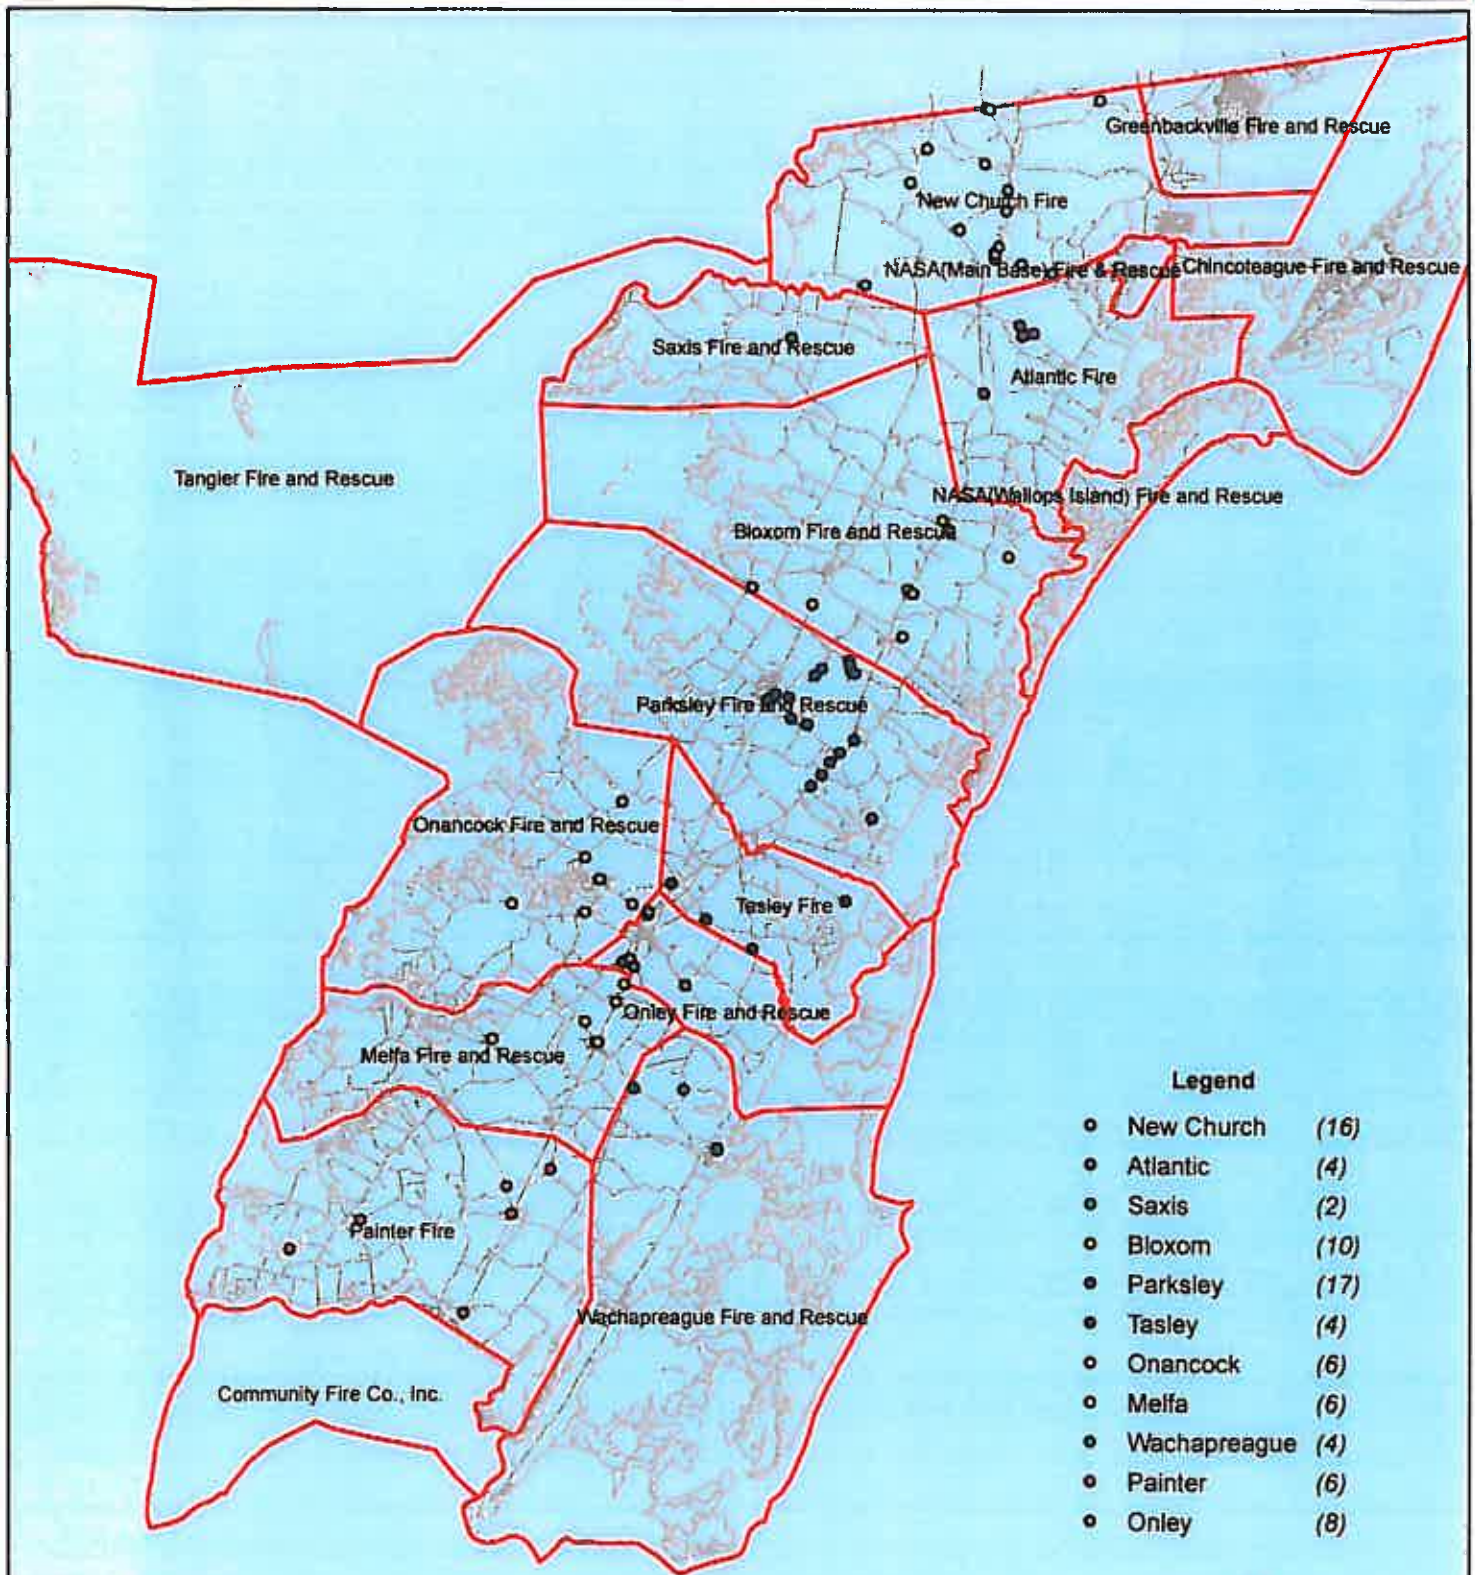 Greenbackville Fire and Rescue
New Church Fire
NASA(Main Base) Fire & Rescue
Chincoteague Fire and Rescue
Saxis Fire and Rescue
Atlantic Fire
Tangier Fire and Rescue
NASA(Wallops Island) Fire and Rescue
Bloxom Fire and Rescue
Parksley Fire and Rescue
Onancock Fire and Rescue
Tasley Fire
Onley Fire and Rescue
Melfa Fire and Rescue
Painter Fire
Wachapreague Fire and Rescue
Community Fire Co., Inc.
Legend
New Church (16)
Atlantic (4)
Saxis (2)
Bloxom (10)
Parksley (17)
Tasley (4)
Onancock (6)
Melfa (6)
Wachapreague (4)
Painter (6)
Onley (8)